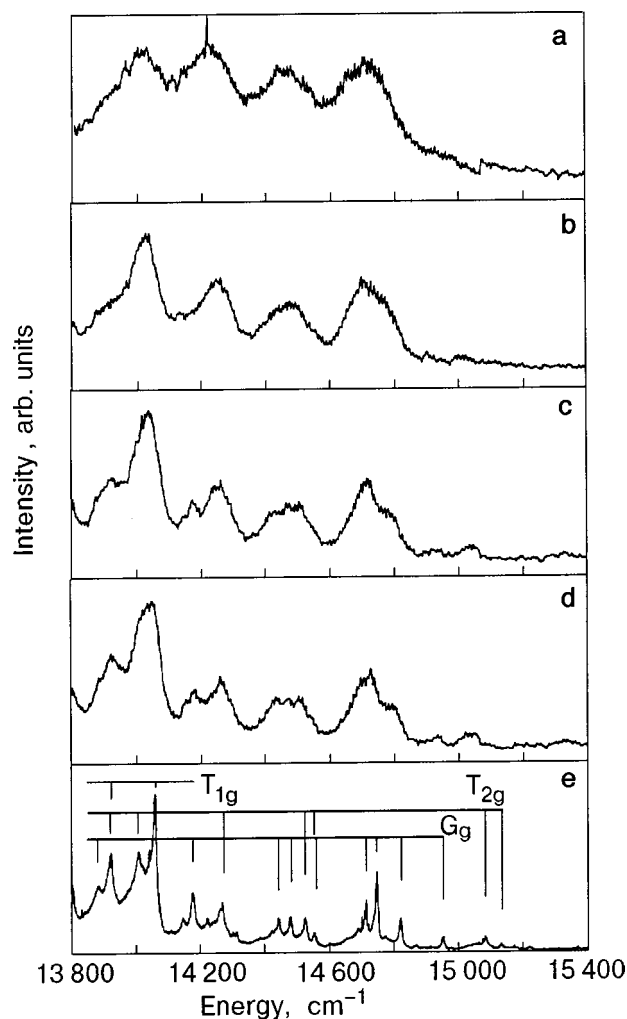 a
b
c
d
e
Intensity , arb. units
T1g
T2g
Gg
13 800
14 200
14 600
15 000
15 400
Energy, cm−1